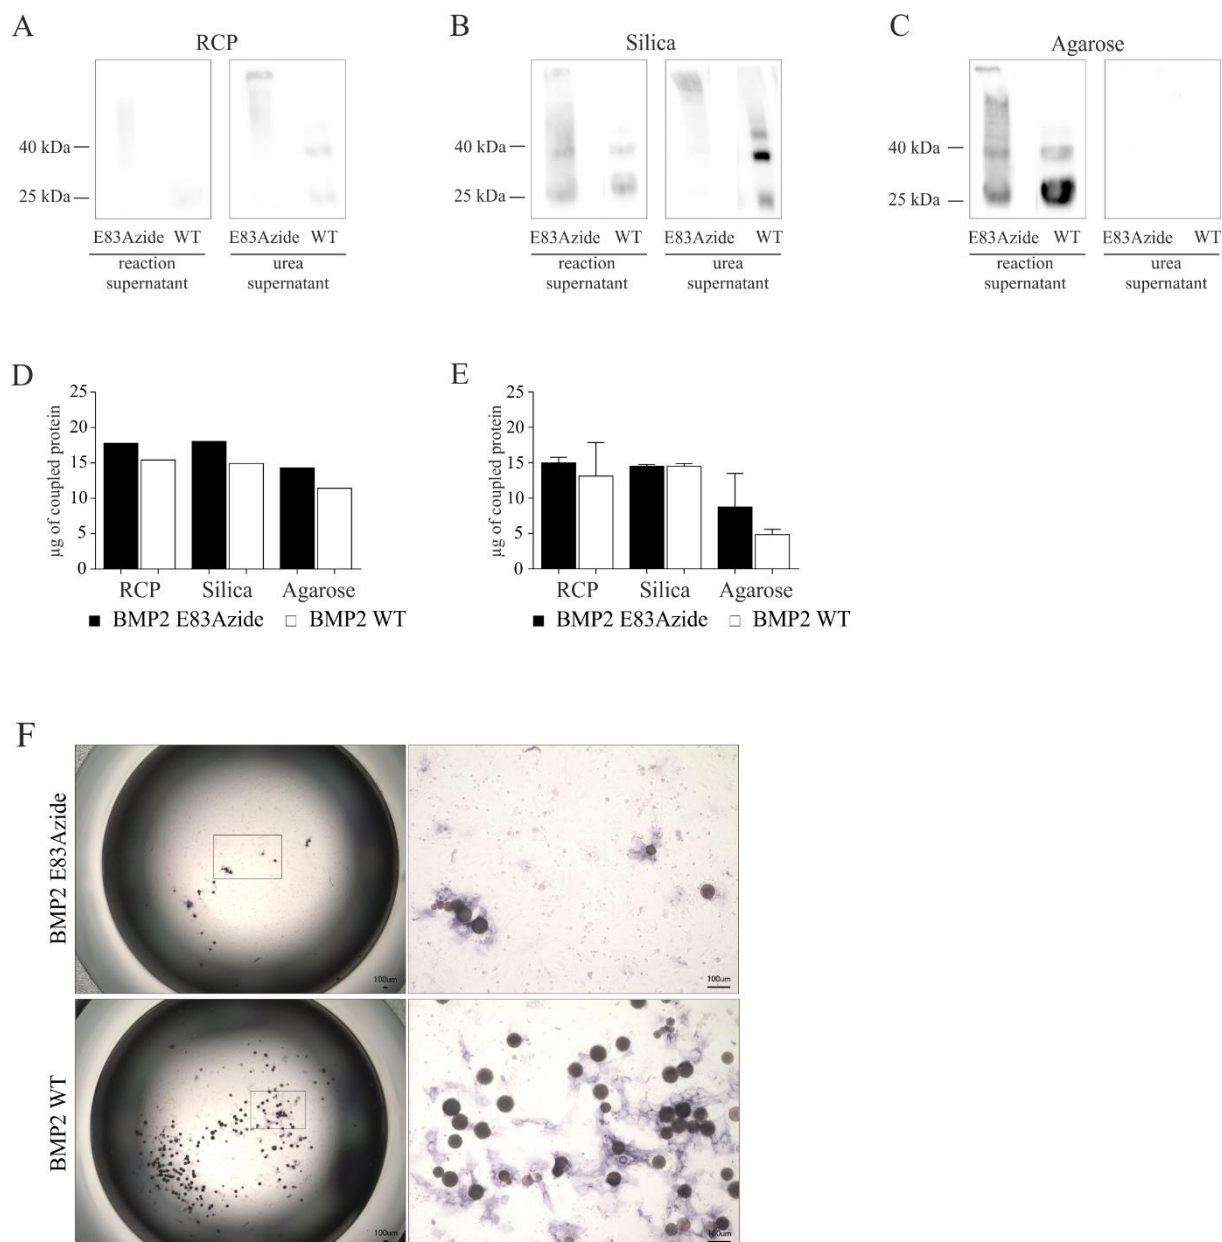 A
RCP
40 kDa
25 kDa
E83Azide WT
reaction
supernatant
E83Azide WT
urea
supernatant
B
Silica
40 kDa
25 kDa
E83Azide WT
reaction
supernatant
E83Azide WT
urea
supernatant
C
Agarose
40 kDa
25 kDa
E83Azide WT
reaction
supernatant
E83Azide WT
urea
supernatant
D
µg of coupled protein
25
20
15
10
5
0
RCP Silica Agarose
BMP2 E83Azide BMP2 WT
E
µg of coupled protein
25
20
15
10
5
0
RCP Silica Agarose
BMP2 E83Azide BMP2 WT
F
BMP2 E83Azide
100um
100um
BMP2 WT
100um
100um